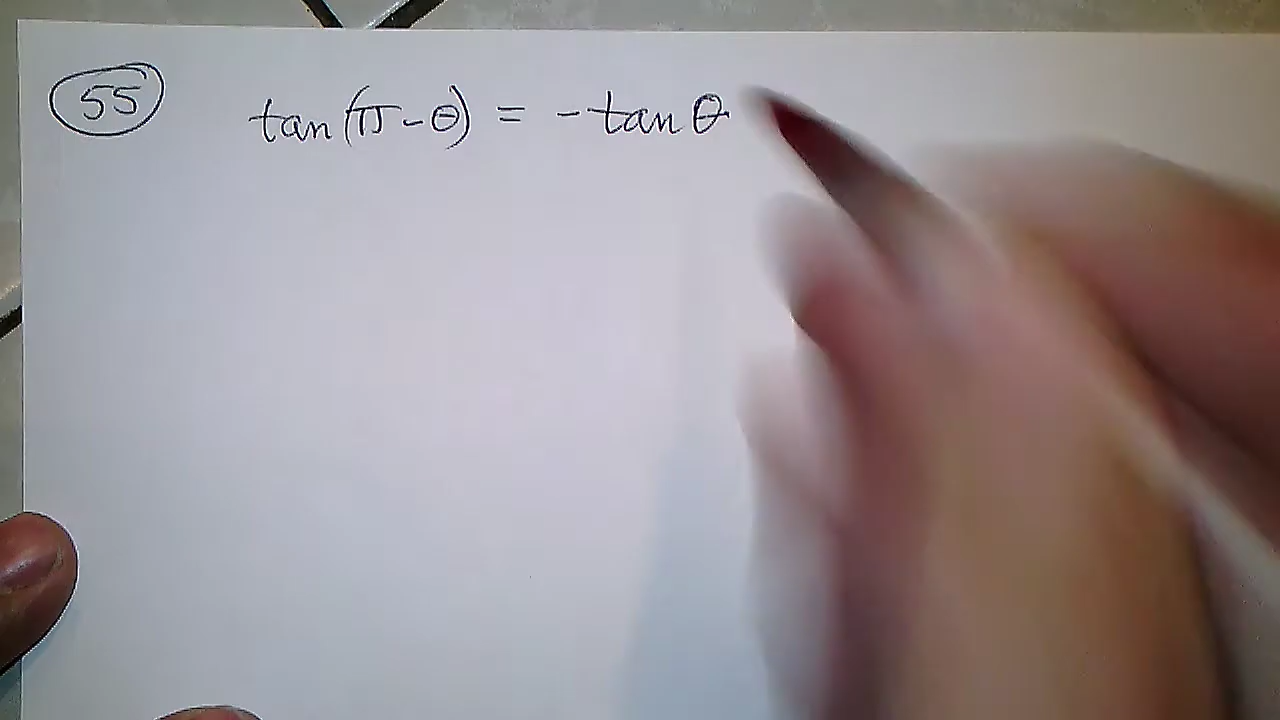 55 tan(π-θ) = -tan θ